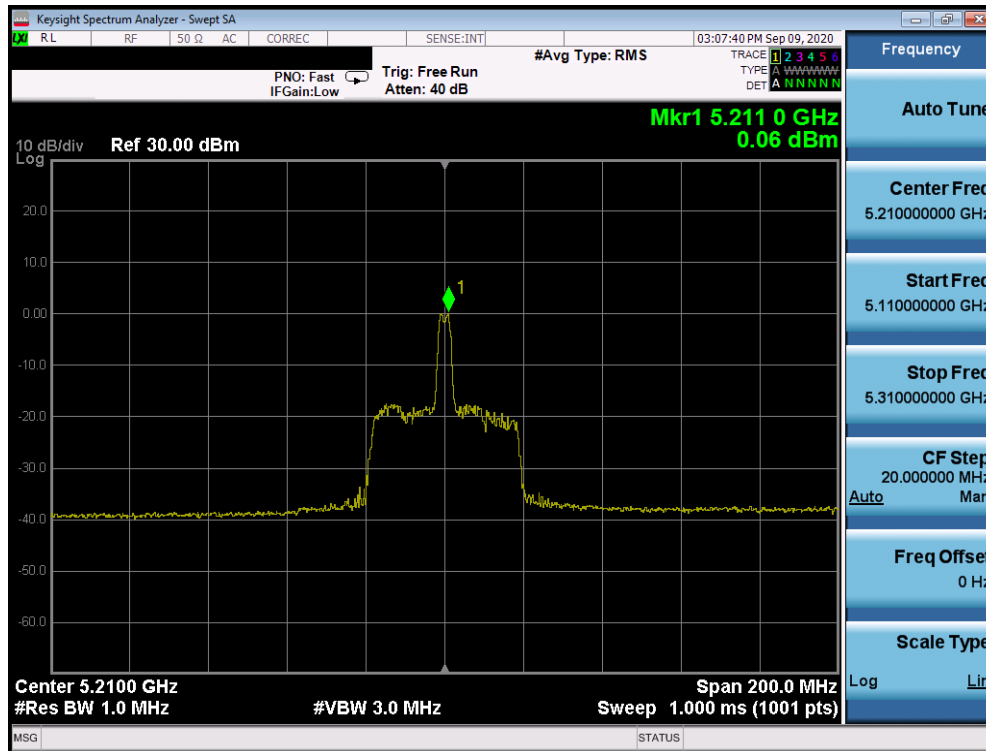 Keysight Spectrum Analyzer - Swept SA
LXI RL RF 50 Ω AC CORREC SENSE:INT 03:07:40 PM Sep 09, 2020
#Avg Type: RMS TRACE 1 2 3 4 5 6
PNO: Fast Trig: Free Run TYPE A WWWWW
IFGain:Low Atten: 40 dB DET A N N N N N
Mkr1 5.211 0 GHz
0.06 dBm
10 dB/div Ref 30.00 dBm
Log
20.0
10.0
1
0.00
-10.0
-20.0
-30.0
-40.0
-50.0
-60.0
Center 5.2100 GHz Span 200.0 MHz
#Res BW 1.0 MHz #VBW 3.0 MHz Sweep 1.000 ms (1001 pts)
MSG STATUS
Frequency
Auto Tune
Center Freq
5.210000000 GHz
Start Freq
5.110000000 GHz
Stop Freq
5.310000000 GHz
CF Step
20.000000 MHz
Auto Man
Freq Offset
0 Hz
Scale Type
Log Lin